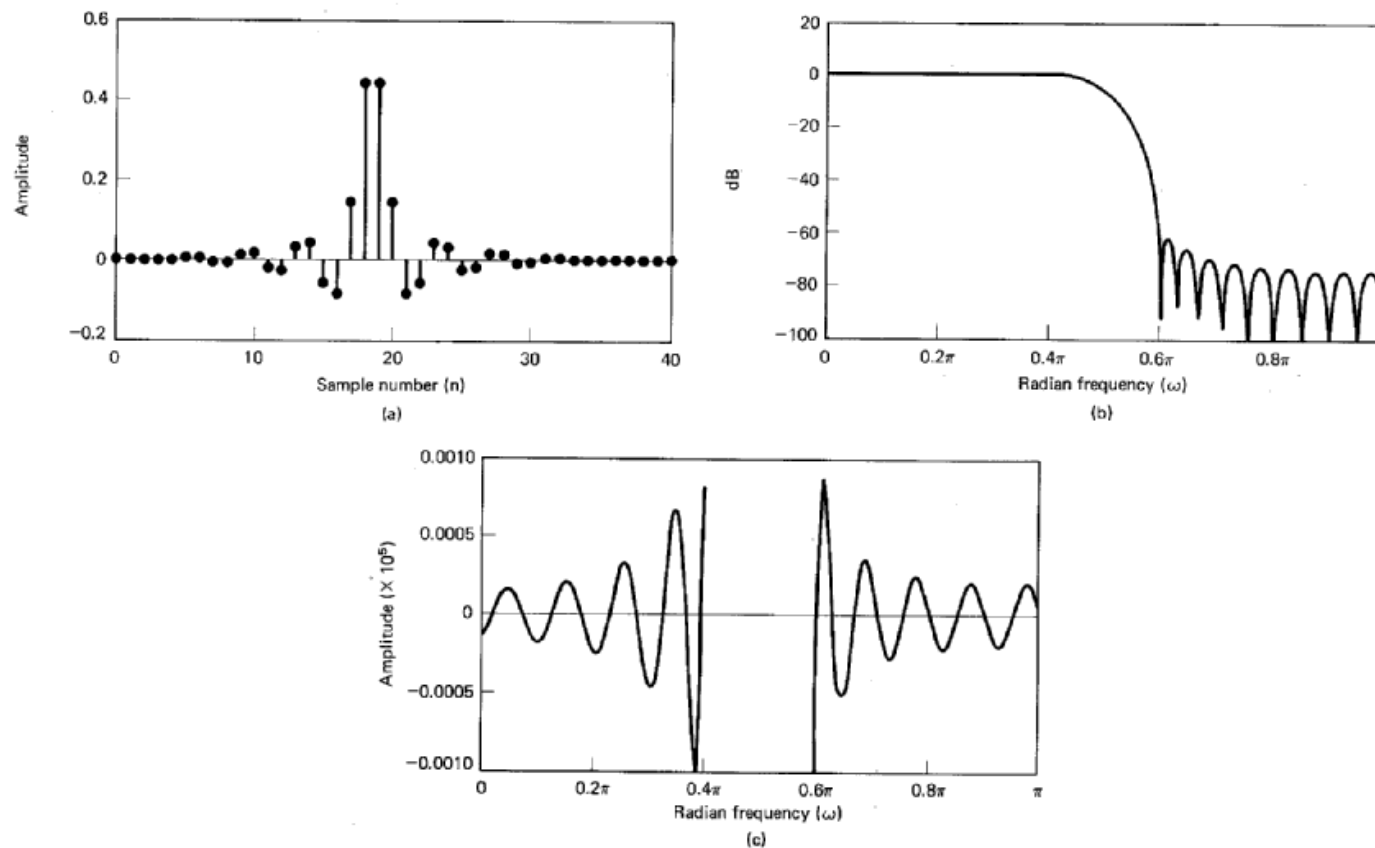 0.6
0.4
0.2
0
−0.2
Amplitude
0
10
20
30
40
Sample number (n)
(a)
20
0
−20
−40
−60
−80
−100
dB
0
0.2π
0.4π
0.6π
0.8π
Radian frequency (ω)
(b)
0.0010
0.0005
0
−0.0005
−0.0010
Amplitude (× 10⁵)
0
0.2π
0.4π
0.6π
0.8π
π
Radian frequency (ω)
(c)